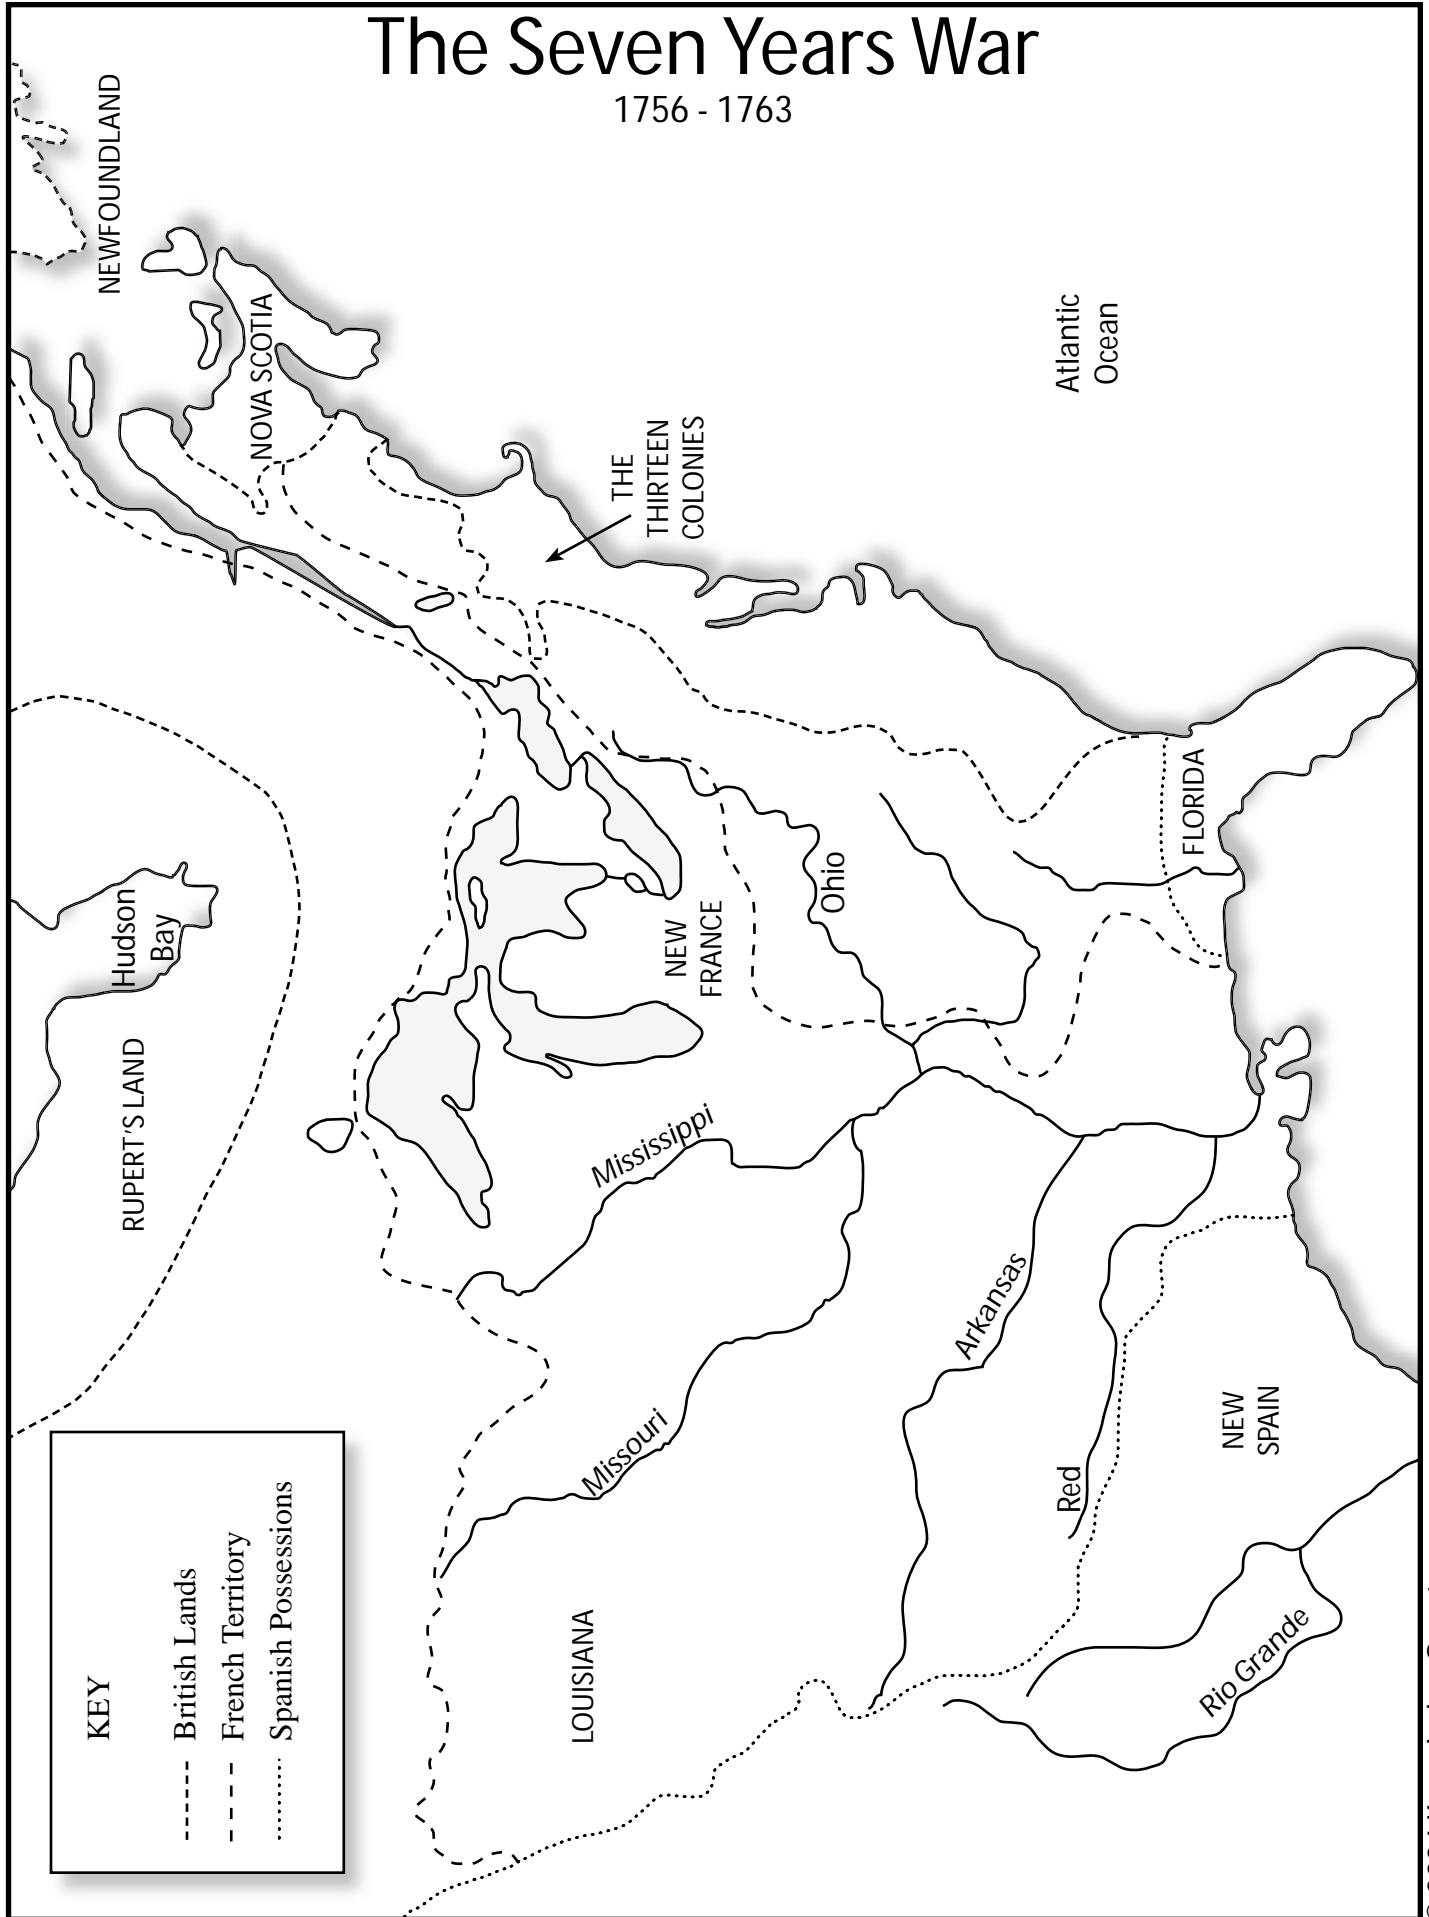 The Seven Years War
1756 - 1763
NEWFOUNDLAND
NOVA SCOTIA
Atlantic
Ocean
THE
THIRTEEN
COLONIES
Hudson
Bay
RUPERT'S LAND
NEW
FRANCE
Ohio
FLORIDA
Mississippi
Missouri
Arkansas
Red
NEW
SPAIN
LOUISIANA
Rio Grande
KEY
British Lands
French Territory
Spanish Possessions